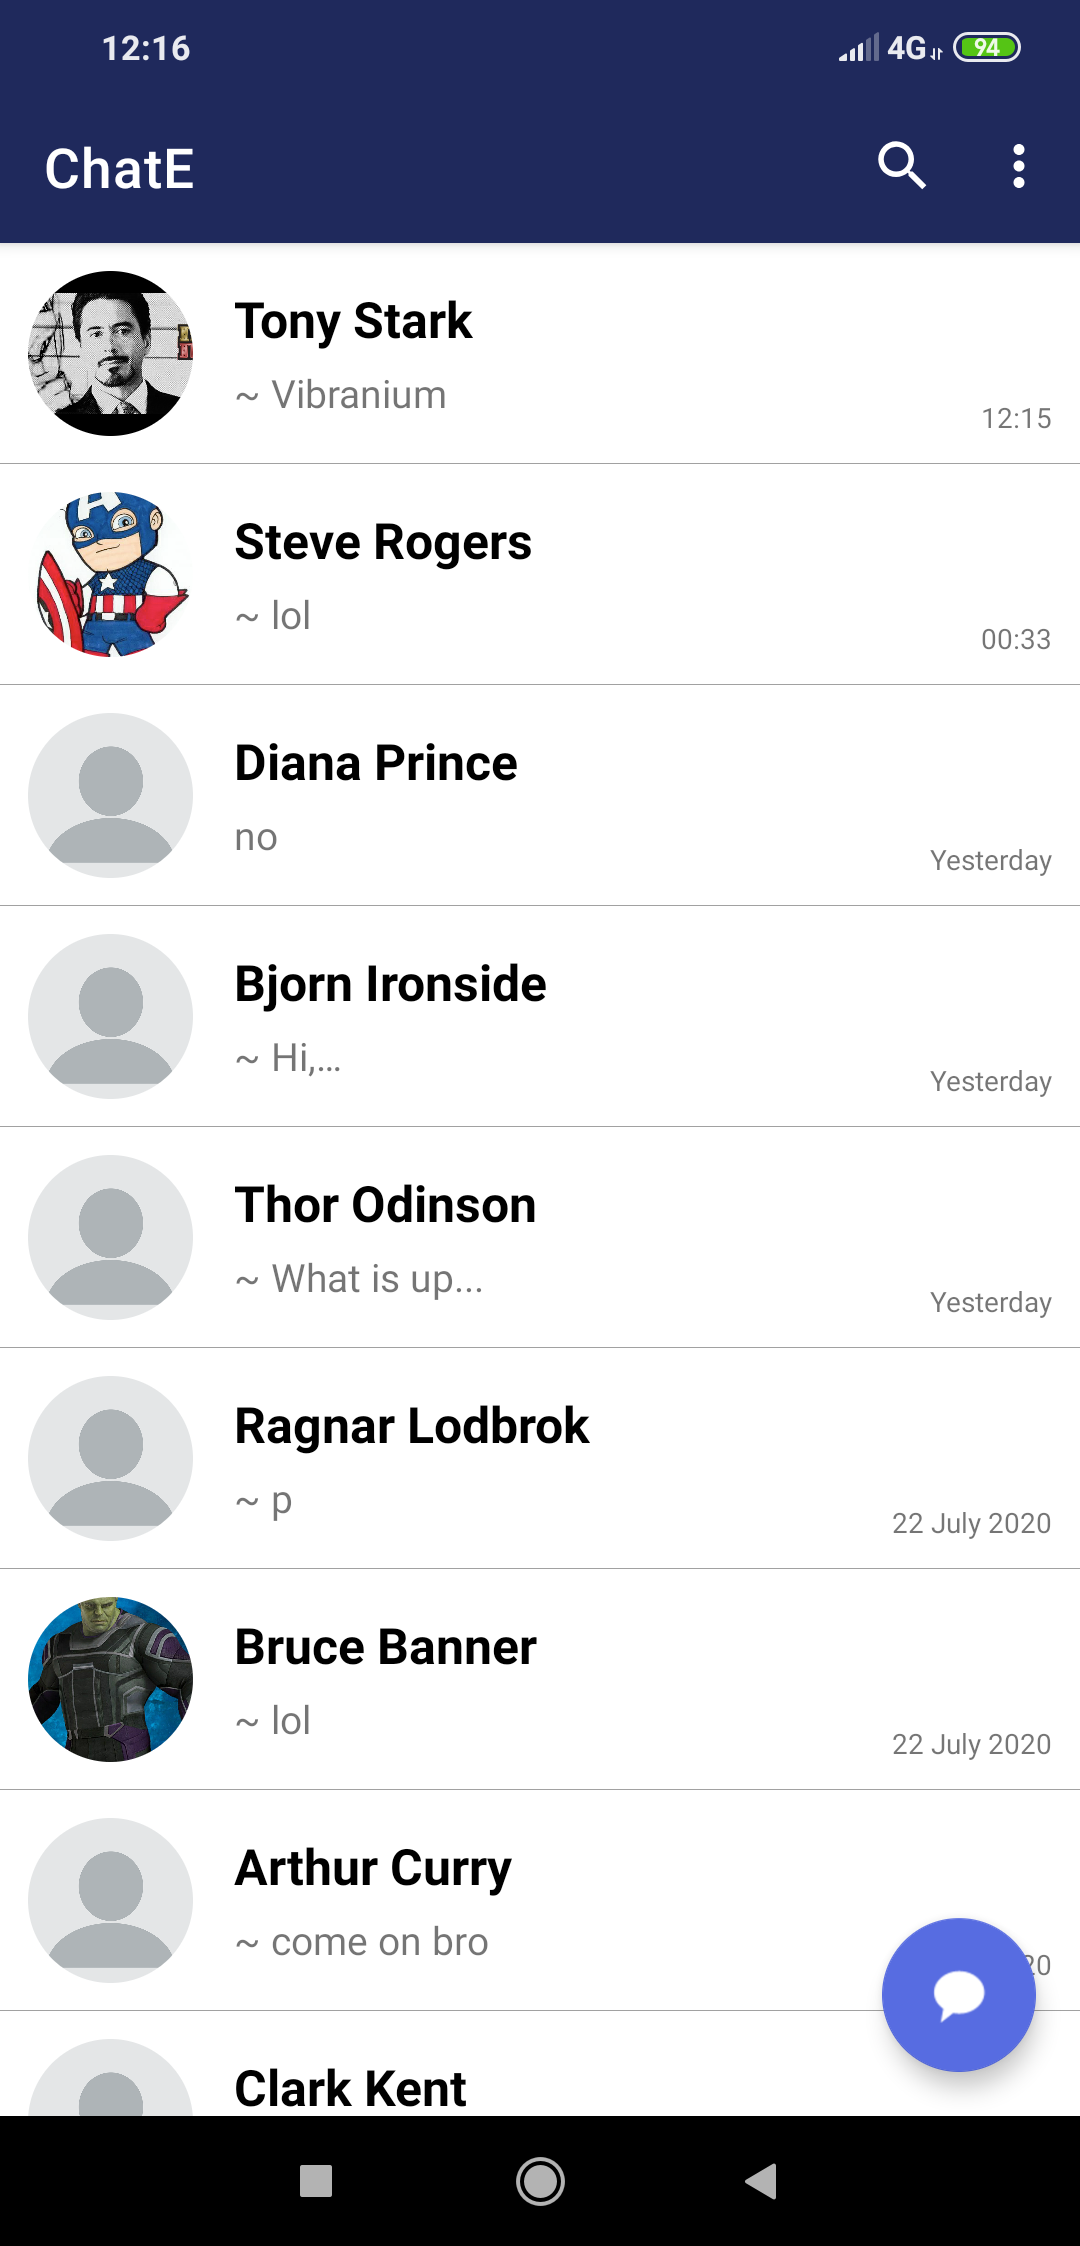 12:16
4G 94
ChatE
Tony Stark
~ Vibranium
12:15
Steve Rogers
~ lol
00:33
Diana Prince
no
Yesterday
Bjorn Ironside
~ Hi,...
Yesterday
Thor Odinson
~ What is up...
Yesterday
Ragnar Lodbrok
~ p
22 July 2020
Bruce Banner
~ lol
22 July 2020
Arthur Curry
~ come on bro
Clark Kent